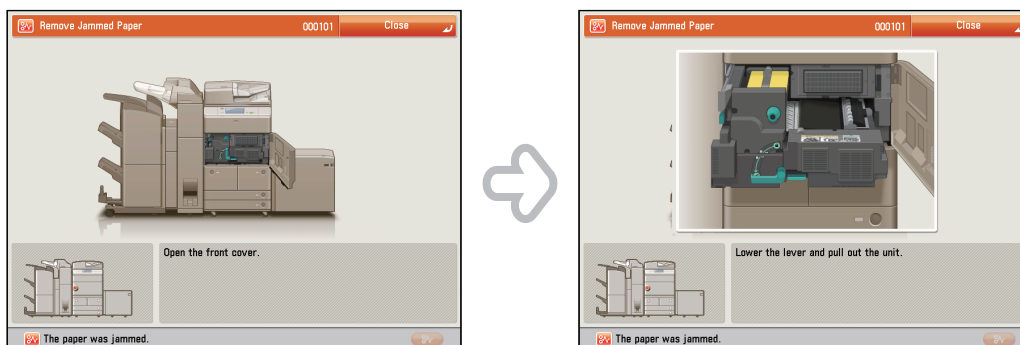 Remove Jammed Paper 000101 Close
Open the front cover.
The paper was jammed.
Remove Jammed Paper 000101 Close
Lower the lever and pull out the unit.
The paper was jammed.